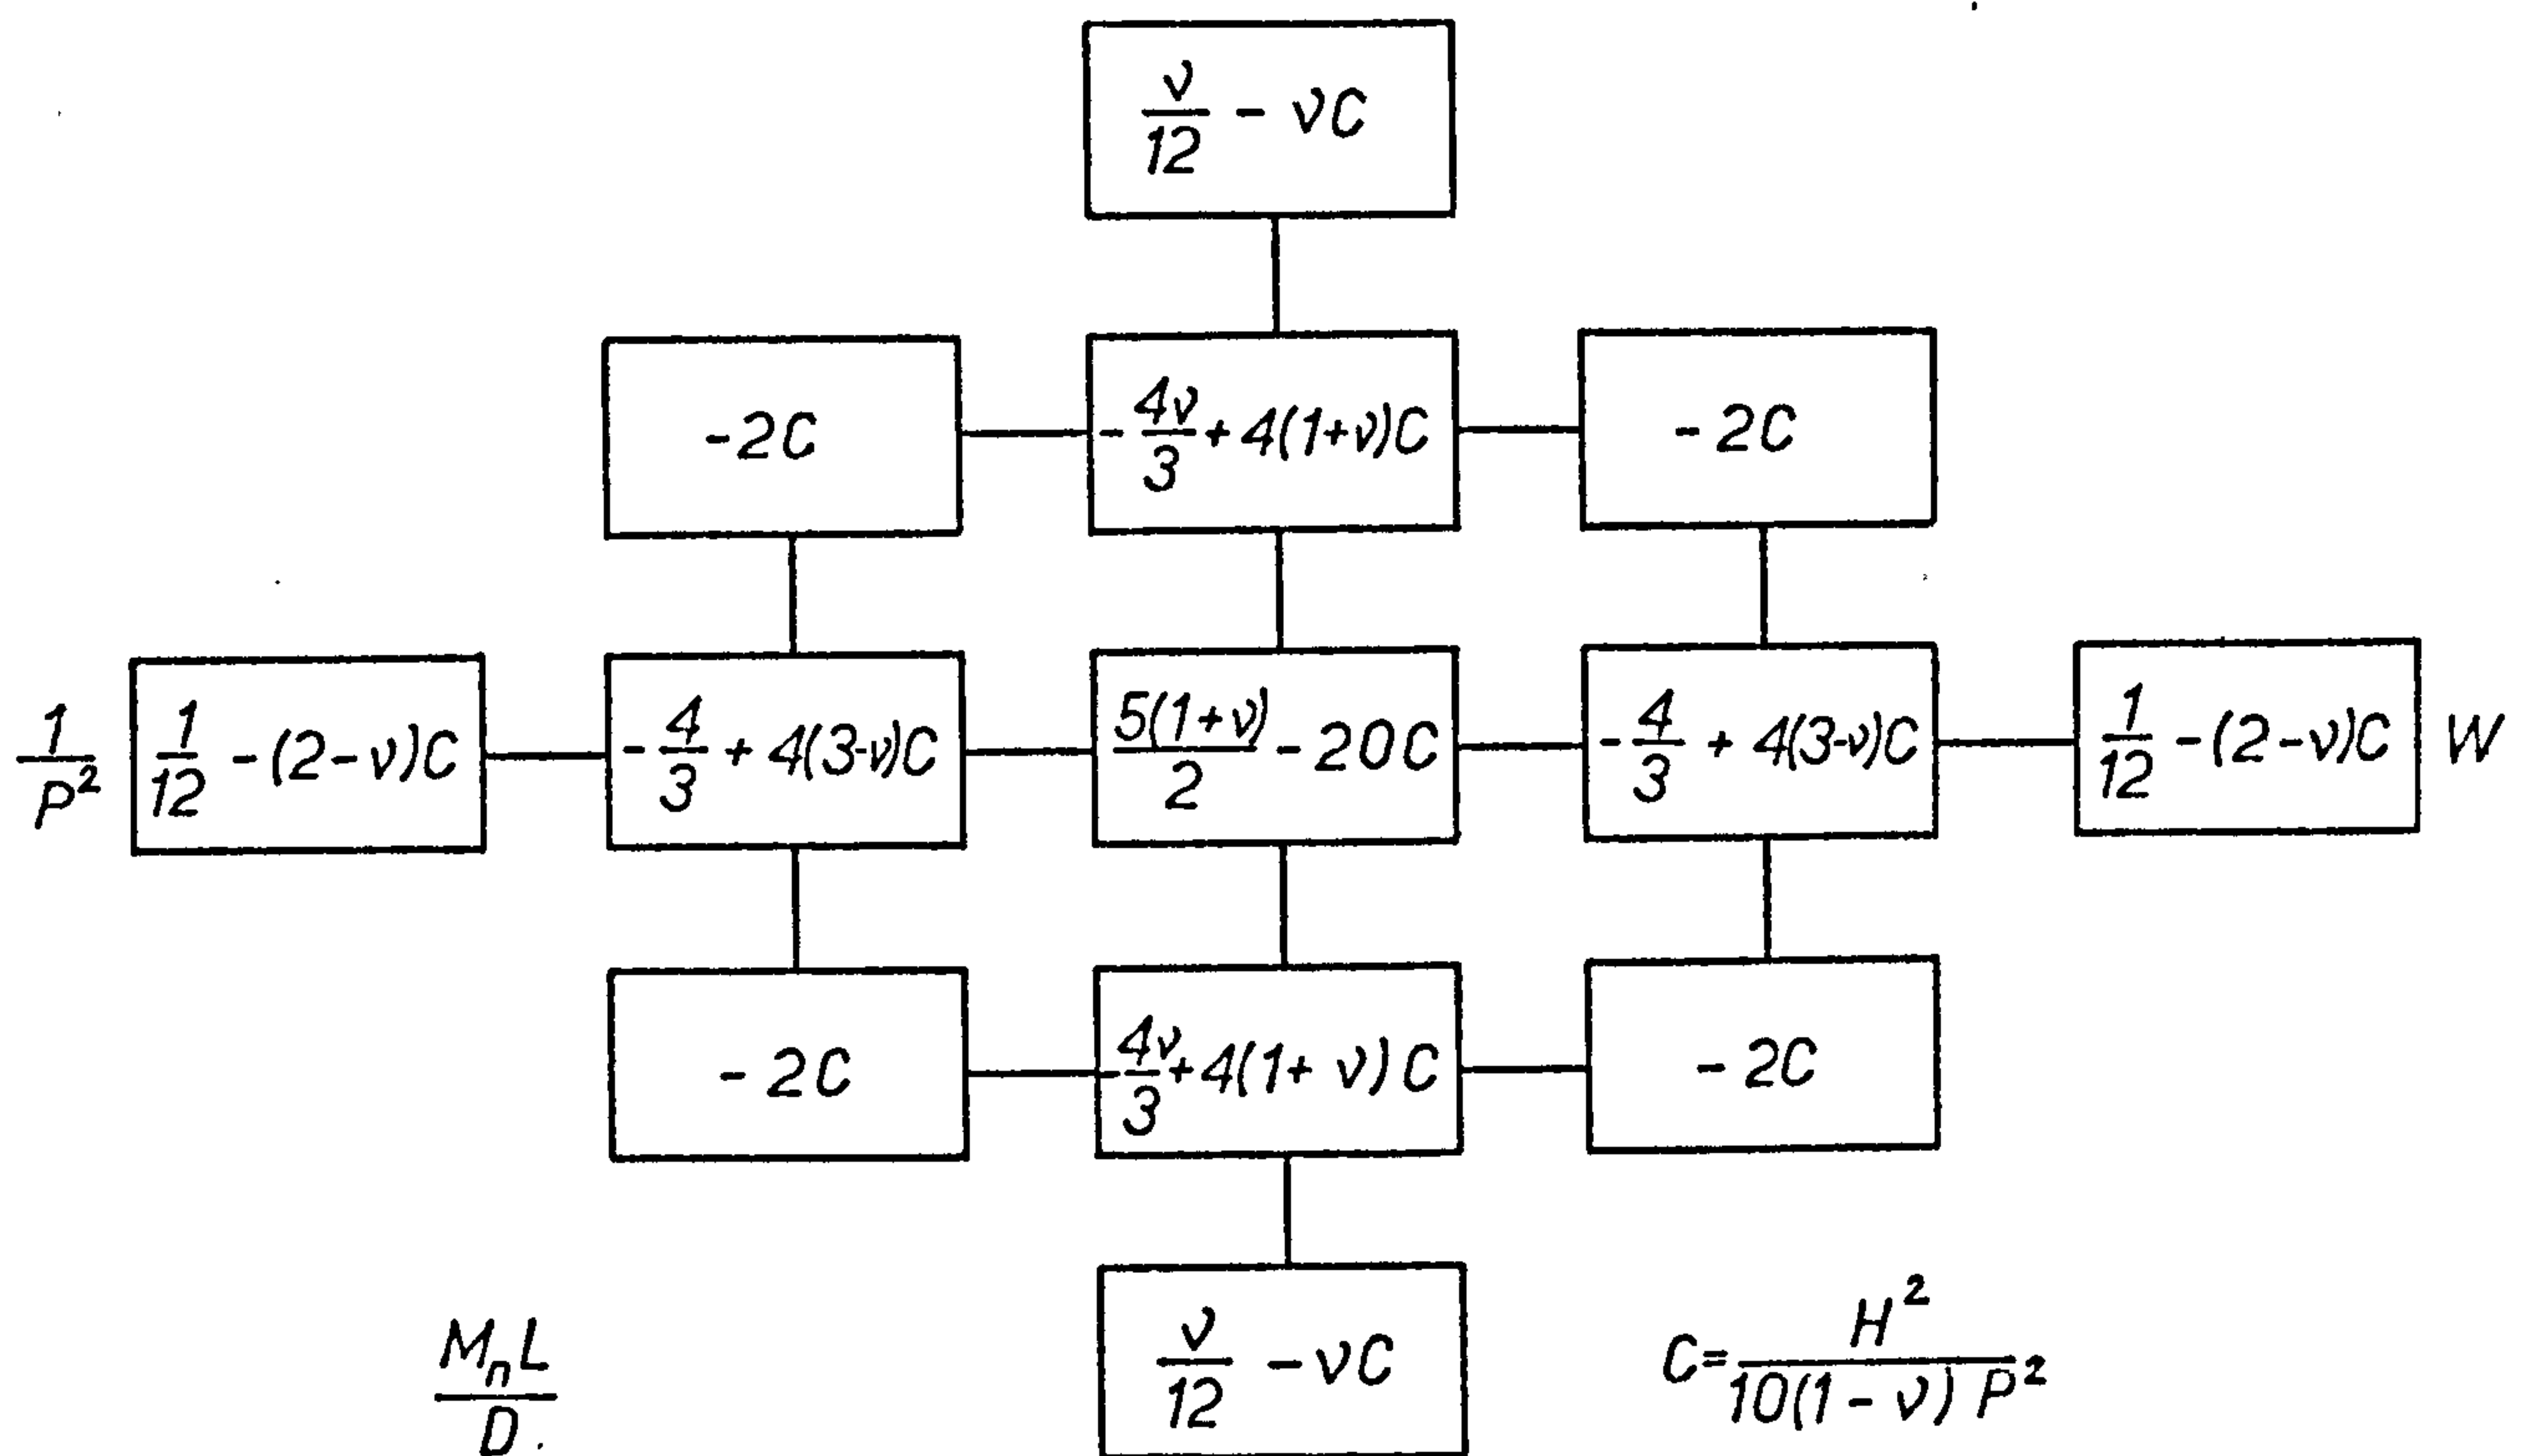 ν/12 - νC
-2C
-4ν/3 + 4(1+ν)C
-2C
1/P²
1/12 - (2-ν)C
-4/3 + 4(3-ν)C
5(1+ν)/2 - 20C
-4/3 + 4(3-ν)C
1/12 - (2-ν)C
W
-2C
-4ν/3 + 4(1+ν)C
-2C
ν/12 - νC
MₙL/D.
C = H²/10(1-ν)P²